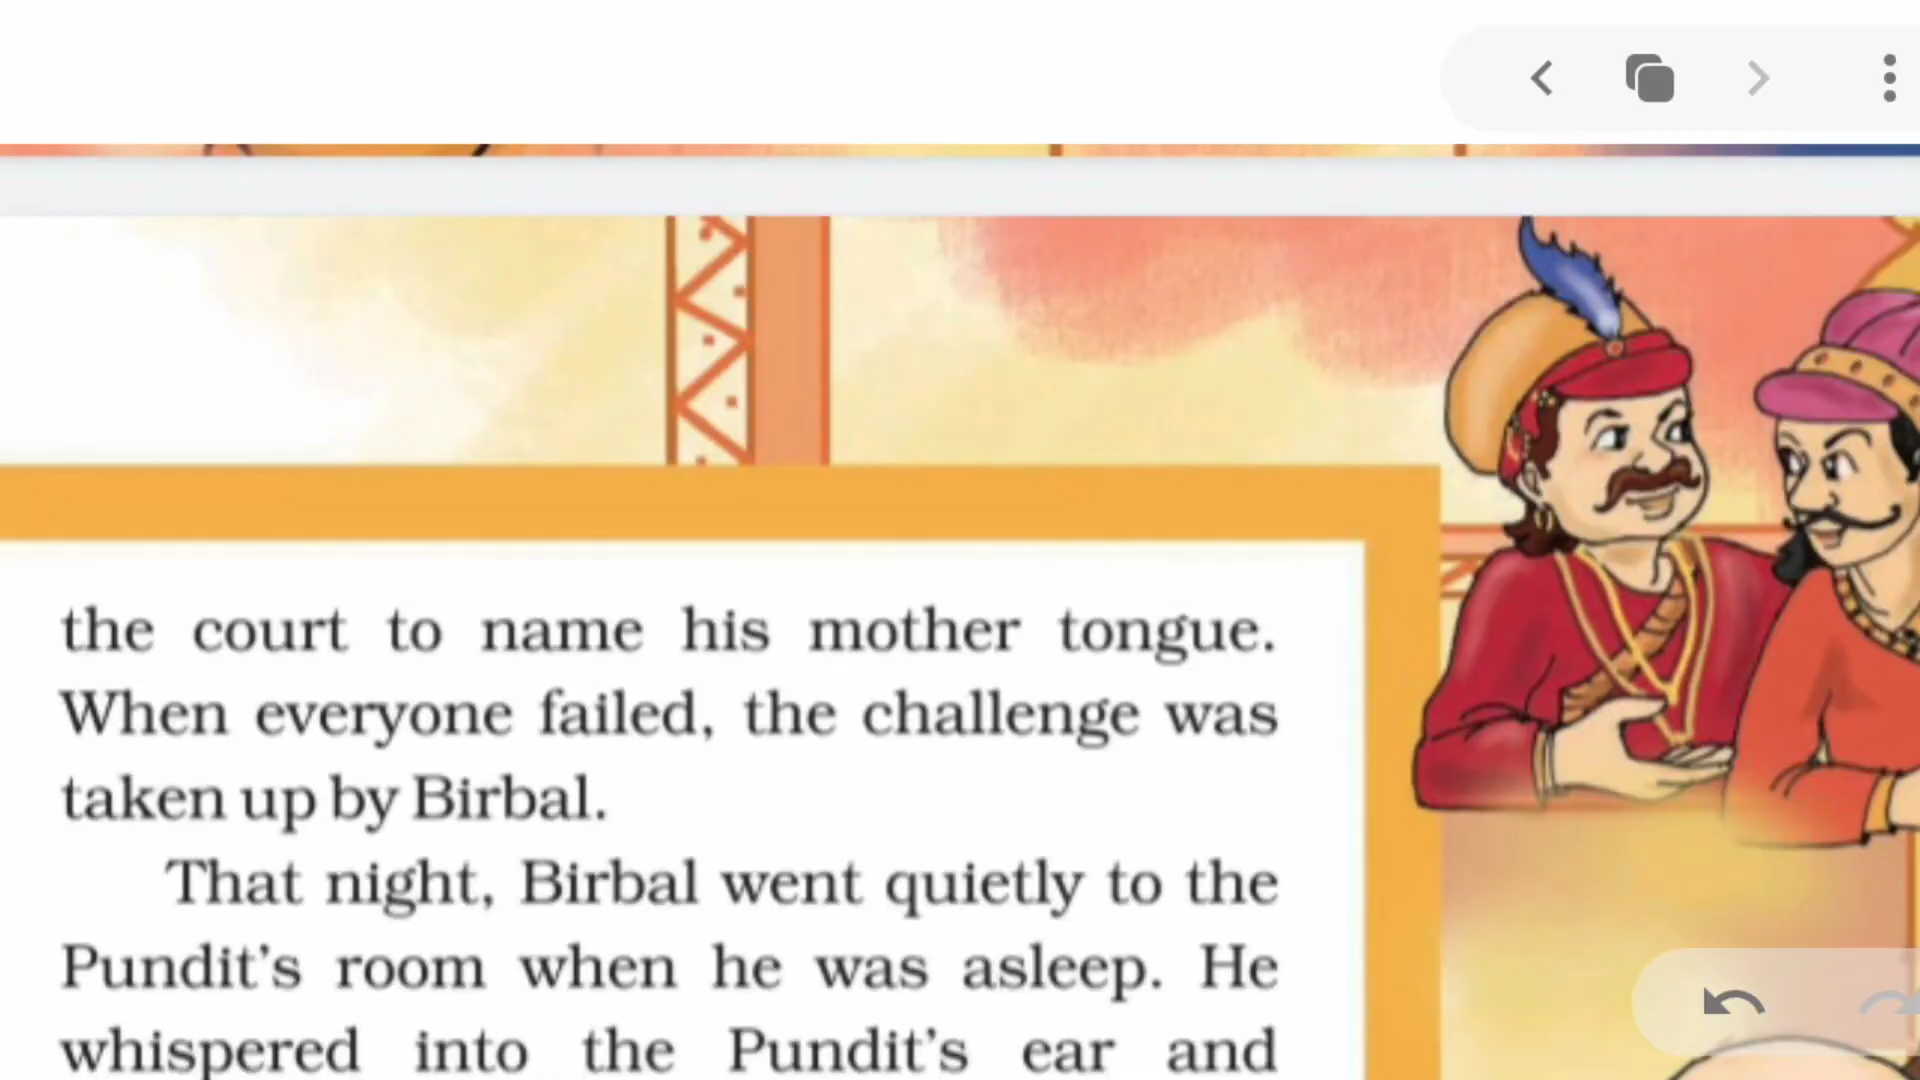 the court to name his mother tongue.
When everyone failed, the challenge was
taken up by Birbal.
That night, Birbal went quietly to the
Pundit's room when he was asleep. He
whispered into the Pundit's ear and